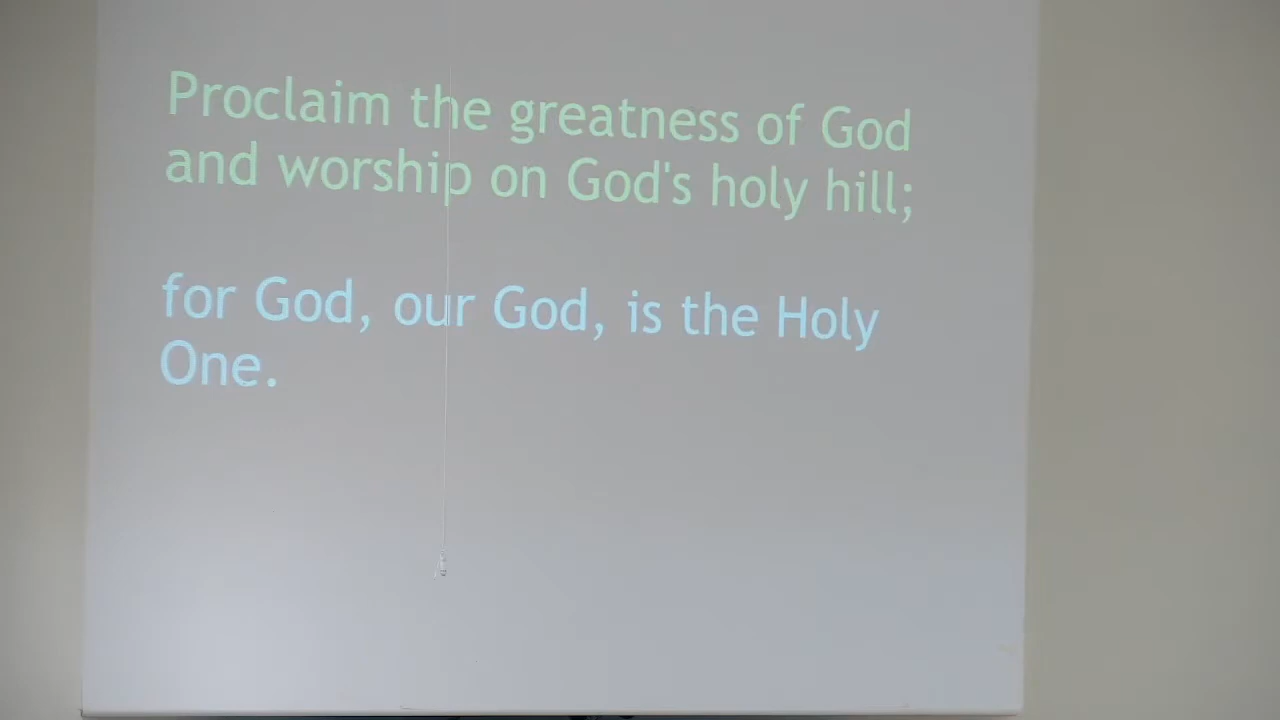 Proclaim the greatness of God
and worship on God's holy hill;
for God, our God, is the Holy
One.